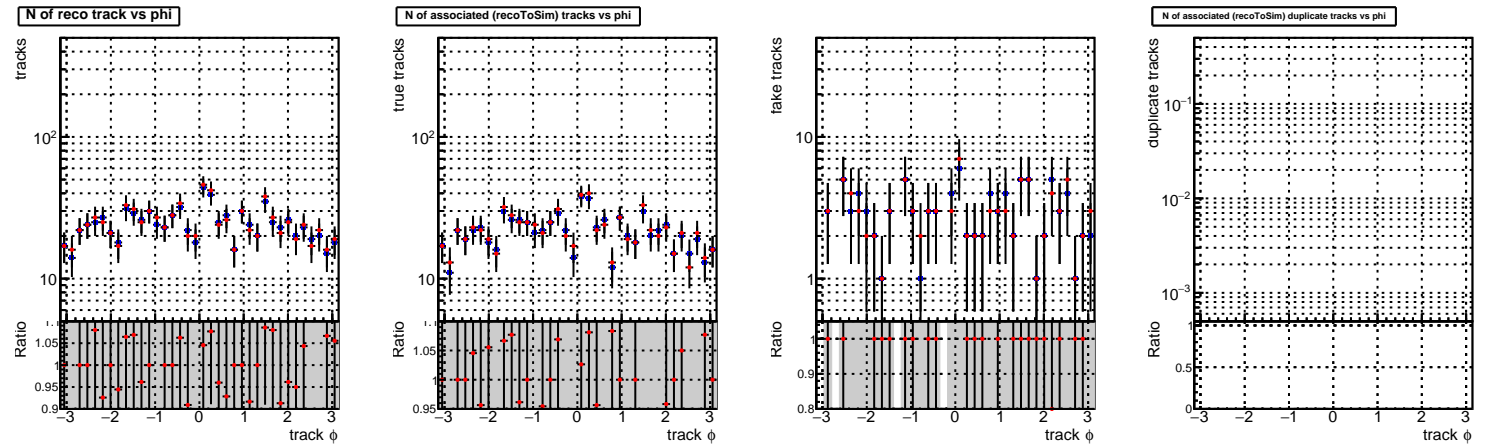 N of reco track vs phi
tracks
10²
10
Ratio
1.1
1.05
1
0.95
0.9
−3 −2 −1 0 1 2 3
track ϕ
N of associated (recoToSim) tracks vs phi
true tracks
10²
10
Ratio
1.1
1.05
1
0.95
−3 −2 −1 0 1 2 3
track ϕ
fake tracks
10
1
Ratio
1
0.9
0.8
−3 −2 −1 0 1 2 3
track ϕ
N of associated (recoToSim) duplicate tracks vs phi
duplicate tracks
10⁻¹
10⁻²
10⁻³
Ratio
1
0.5
0
−3 −2 −1 0 1 2 3
track ϕ